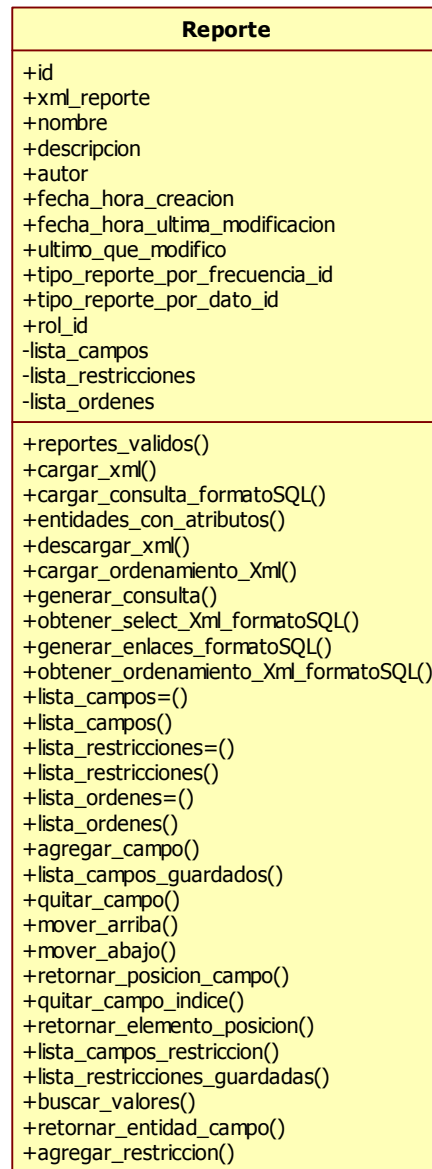 Reporte
+id
+xml_reporte
+nombre
+descripcion
+autor
+fecha_hora_creacion
+fecha_hora_ultima_modificacion
+ultimo_que_modifico
+tipo_reporte_por_frecuencia_id
+tipo_reporte_por_dato_id
+rol_id
-lista_campos
-lista_restricciones
-lista_ordenes
+reportes_validos()
+cargar_xml()
+cargar_consulta_formatoSQL()
+entidades_con_atributos()
+descargar_xml()
+cargar_ordenamiento_Xml()
+generar_consulta()
+obtener_select_Xml_formatoSQL()
+generar_enlaces_formatoSQL()
+obtener_ordenamiento_Xml_formatoSQL()
+lista_campos=()
+lista_campos()
+lista_restricciones=()
+lista_restricciones()
+lista_ordenes=()
+lista_ordenes()
+agregar_campo()
+lista_campos_guardados()
+quitar_campo()
+mover_arriba()
+mover_abajo()
+retornar_posicion_campo()
+quitar_campo_indice()
+retornar_elemento_posicion()
+lista_campos_restriccion()
+lista_restricciones_guardadas()
+buscar_valores()
+retornar_entidad_campo()
+agregar_restriccion()